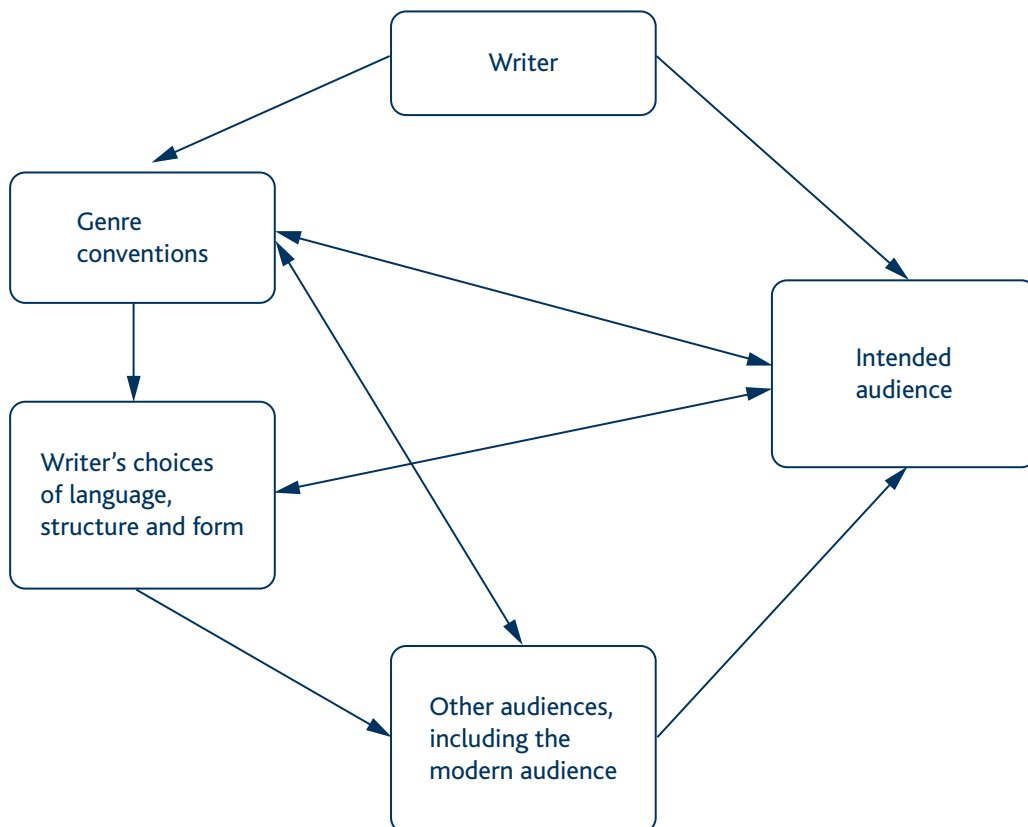 Writer
Genre
conventions
Intended
audience
Writer’s choices
of language,
structure and form
Other audiences,
including the
modern audience